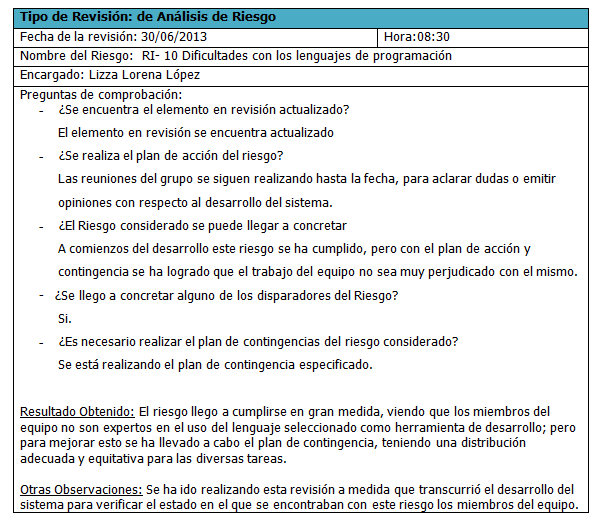 Tipo de Revisión: de Análisis de Riesgo
Fecha de la revisión: 30/06/2013 Hora:08:30
Nombre del Riesgo: RI- 10 Dificultades con los lenguajes de programación
Encargado: Lizza Lorena López
Preguntas de comprobación:
- ¿Se encuentra el elemento en revisión actualizado?
El elemento en revisión se encuentra actualizado
- ¿Se realiza el plan de acción del riesgo?
Las reuniones del grupo se siguen realizando hasta la fecha, para aclarar dudas o emitir
opiniones con respecto al desarrollo del sistema.
- ¿El Riesgo considerado se puede llegar a concretar
A comienzos del desarrollo este riesgo se ha cumplido, pero con el plan de acción y
contingencia se ha logrado que el trabajo del equipo no sea muy perjudicado con el mismo.
- ¿Se llego a concretar alguno de los disparadores del Riesgo?
Si.
- ¿Es necesario realizar el plan de contingencias del riesgo considerado?
Se está realizando el plan de contingencia especificado.
Resultado Obtenido: El riesgo llego a cumplirse en gran medida, viendo que los miembros del
equipo no son expertos en el uso del lenguaje seleccionado como herramienta de desarrollo; pero
para mejorar esto se ha llevado a cabo el plan de contingencia, teniendo una distribución
adecuada y equitativa para las diversas tareas.
Otras Observaciones: Se ha ido realizando esta revisión a medida que transcurrió el desarrollo del
sistema para verificar el estado en el que se encontraban con este riesgo los miembros del equipo.